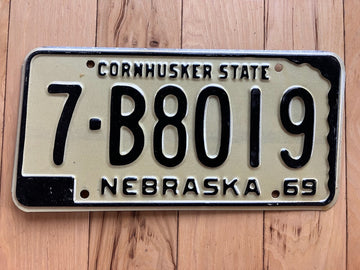 CORNHUSKER STATE
7-B8019
NEBRASKA 69